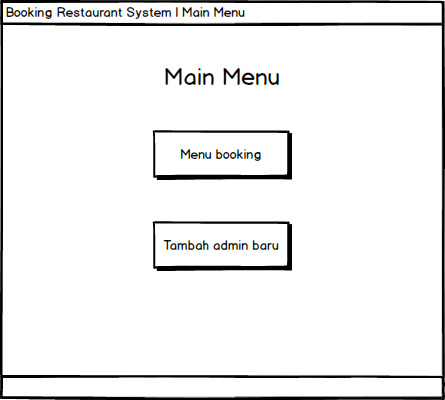 Booking Restaurant System | Main Menu
Main Menu
Menu booking
Tambah admin baru